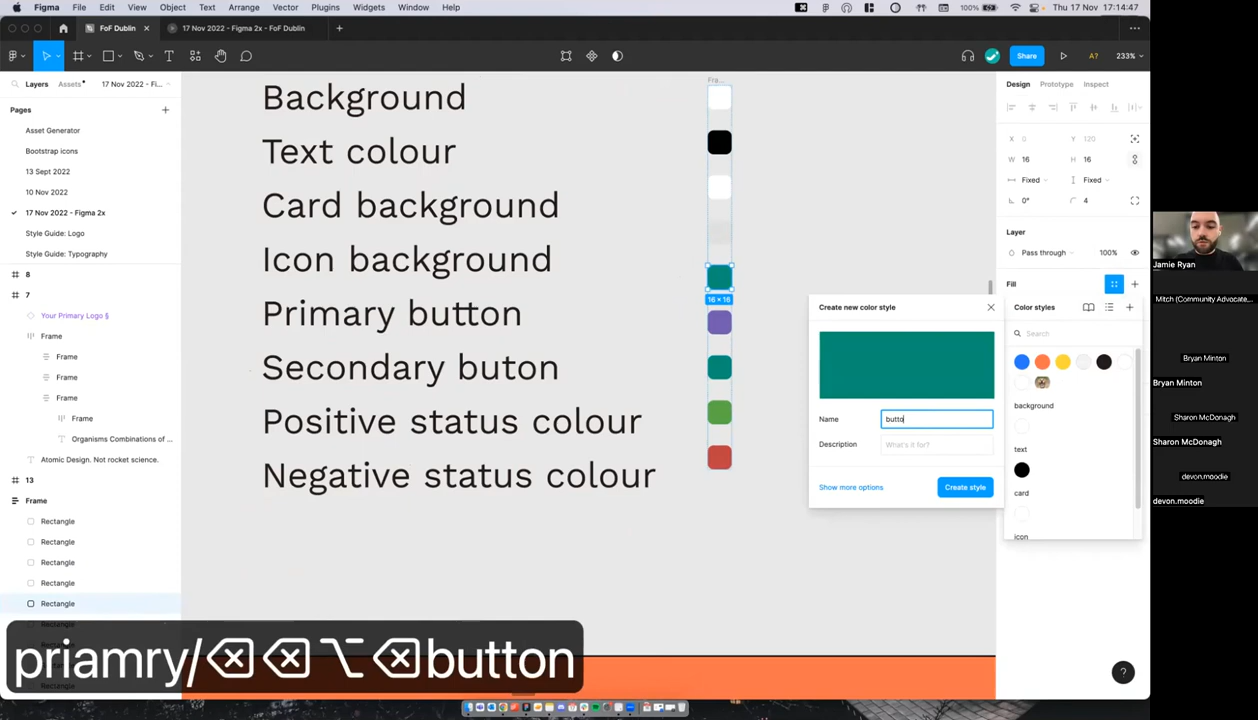 Figma File Edit View Object Text Arrange Vector Plugins Widgets Window Help 100% Thu 17 Nov 17:14:47
FoF Dublin 17 Nov 2022 - Figma 2x - FoF Dublin
Share A? 233%
Layers Assets 17 Nov 2022 - Fi...
Pages
Asset Generator
Bootstrap icons
13 Sept 2022
10 Nov 2022
17 Nov 2022 - Figma 2x
Style Guide: Logo
Style Guide: Typography
8
7
Your Primary Logo §
Frame
Frame
Frame
Frame
Frame
Organisms Combinations of ...
Atomic Design. Not rocket science.
13
Frame
Rectangle
Rectangle
Rectangle
Rectangle
Rectangle
Fra...
Background
Text colour
Card background
Icon background
Primary button
Secondary buton
Positive status colour
Negative status colour
16 × 16
Create new color style
Name butto
Description What's it for?
Show more options Create style
Design Prototype Inspect
X 0 Y 120
W 16 H 16
Fixed Fixed
0° 4
Layer
Pass through 100%
Fill
Color styles
Search
background
text
card
icon
priamry/⌫⌫⌥⌫button
?
Jamie Ryan
Mitch (Community Advocate...
Bryan Minton
Bryan Minton
Sharon McDonagh
Sharon McDonagh
devon.moodie
devon.moodie